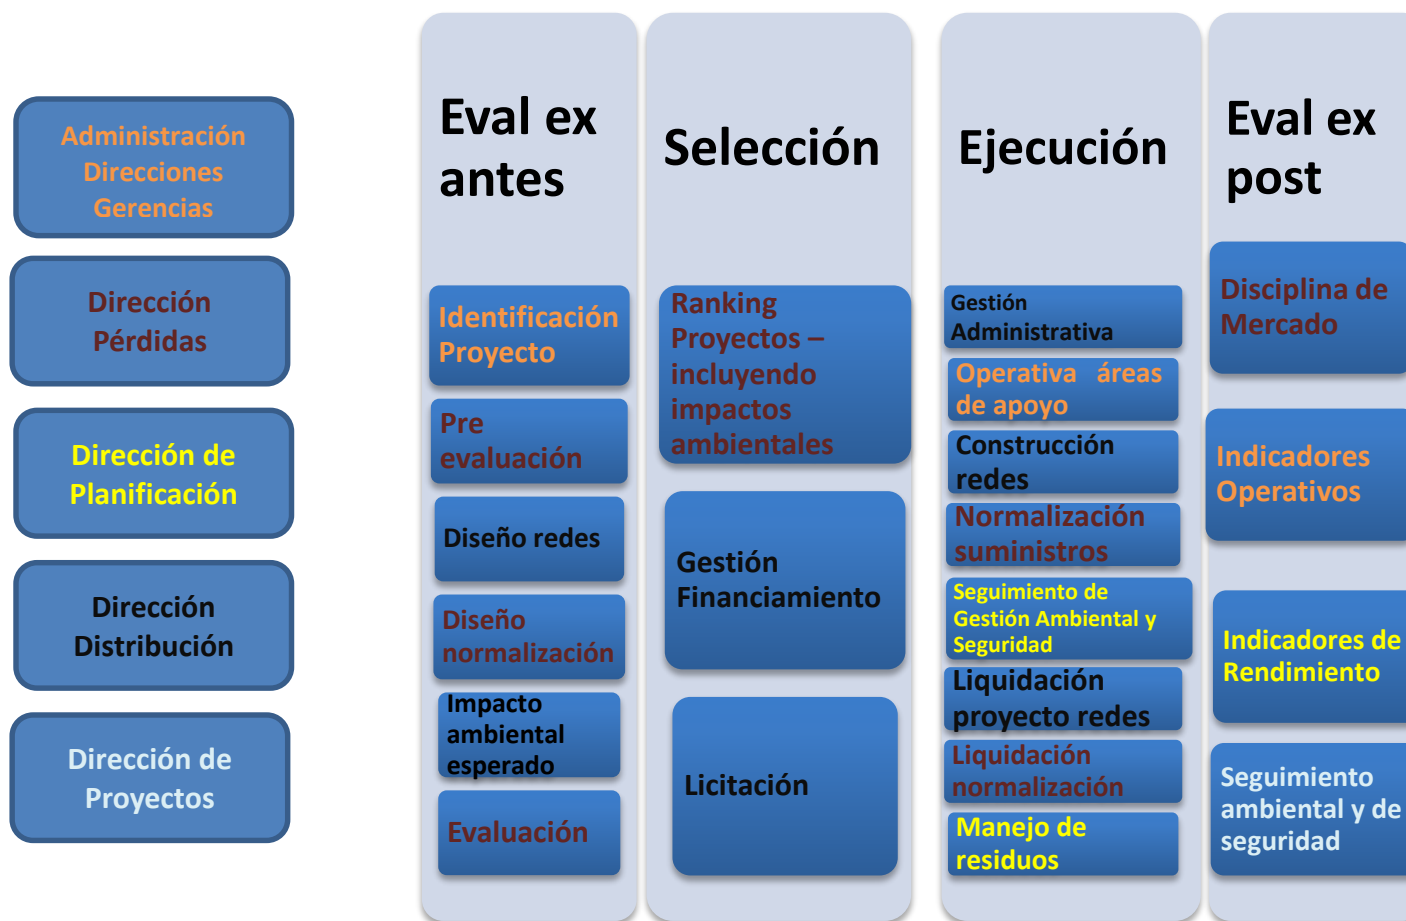 Administración
Direcciones
Gerencias
Dirección
Pérdidas
Dirección de
Planificación
Dirección
Distribución
Dirección de
Proyectos
Eval ex
antes
Identificación
Proyecto
Pre
evaluación
Diseño redes
Diseño
normalización
Impacto
ambiental
esperado
Evaluación
Selección
Ranking
Proyectos –
incluyendo
impactos
ambientales
Gestión
Financiamiento
Licitación
Ejecución
Gestión
Administrativa
Operativa áreas
de apoyo
Construcción
redes
Normalización
suministros
Seguimiento de
Gestión Ambiental y
Seguridad
Liquidación
proyecto redes
Liquidación
normalización
Manejo de
residuos
Eval ex
post
Disciplina de
Mercado
Indicadores
Operativos
Indicadores de
Rendimiento
Seguimiento
ambiental y de
seguridad